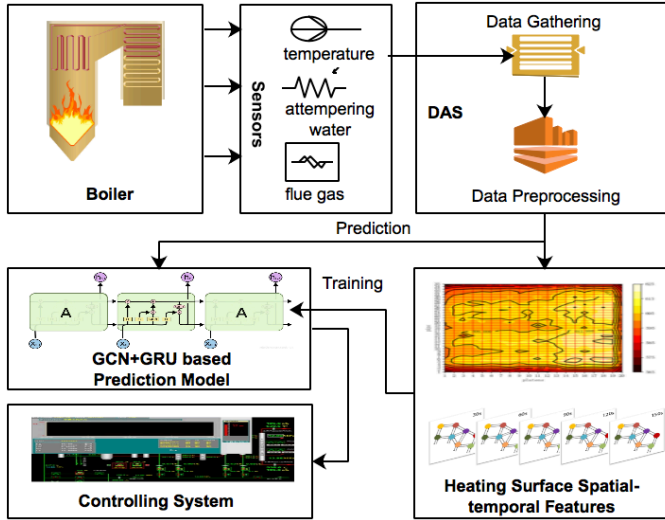 Boiler
Sensors
temperature
attempering
water
flue gas
Data Gathering
DAS
Data Preprocessing
Prediction
Training
A
A
GCN+GRU based
Prediction Model
Controlling System
Heating Surface Spatial-
temporal Features